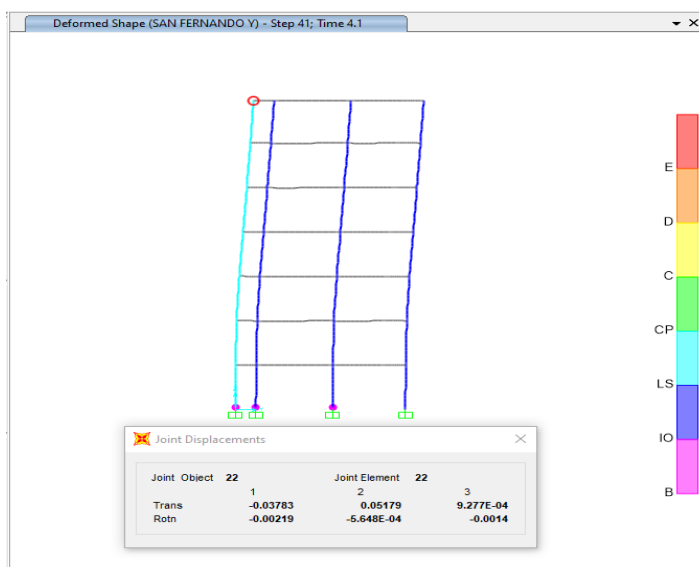 Deformed Shape (SAN FERNANDO Y) - Step 41; Time 4.1
E
D
C
CP
LS
IO
B
Joint Displacements
Joint Object 22 Joint Element 22
1 2 3
Trans -0.03783 0.05179 9.277E-04
Rotn -0.00219 -5.648E-04 -0.0014